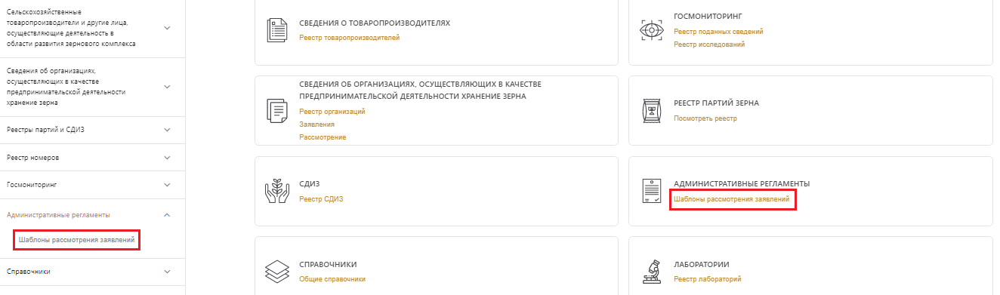 Сельскохозяйственные
товаропроизводители и другие лица,
осуществляющие деятельность в
области развития зернового комплекса
Сведения об организациях,
осуществляющих в качестве
предпринимательской деятельности
хранение зерна
Реестры партий и СДИЗ
Реестр номеров
Госмониторинг
Административные регламенты
Шаблоны рассмотрения заявлений
Справочники
СВЕДЕНИЯ О ТОВАРОПРОИЗВОДИТЕЛЯХ
Реестр товаропроизводителей
ГОСМОНИТОРИНГ
Реестр поданных сведений
Реестр исследований
СВЕДЕНИЯ ОБ ОРГАНИЗАЦИЯХ, ОСУЩЕСТВЛЯЮЩИХ В КАЧЕСТВЕ
ПРЕДПРИНИМАТЕЛЬСКОЙ ДЕЯТЕЛЬНОСТИ ХРАНЕНИЕ ЗЕРНА
Реестр организаций
Заявления
Рассмотрение
РЕЕСТР ПАРТИЙ ЗЕРНА
Посмотреть реестр
СДИЗ
Реестр СДИЗ
АДМИНИСТРАТИВНЫЕ РЕГЛАМЕНТЫ
Шаблоны рассмотрения заявлений
СПРАВОЧНИКИ
Общие справочники
ЛАБОРАТОРИИ
Реестр лабораторий